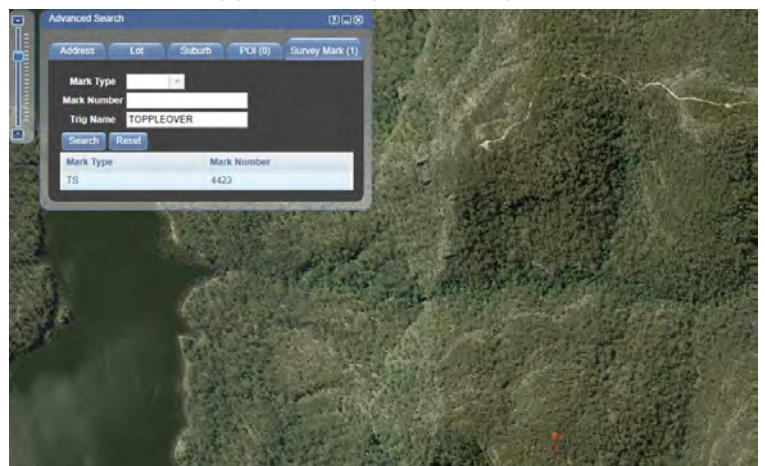 Advanced Search
Address Lot Suburb POI (0) Survey Mark (1)
Mark Type
Mark Number
Trig Name TOPPLEOVER
Search Reset
Mark Type Mark Number
TS 4423